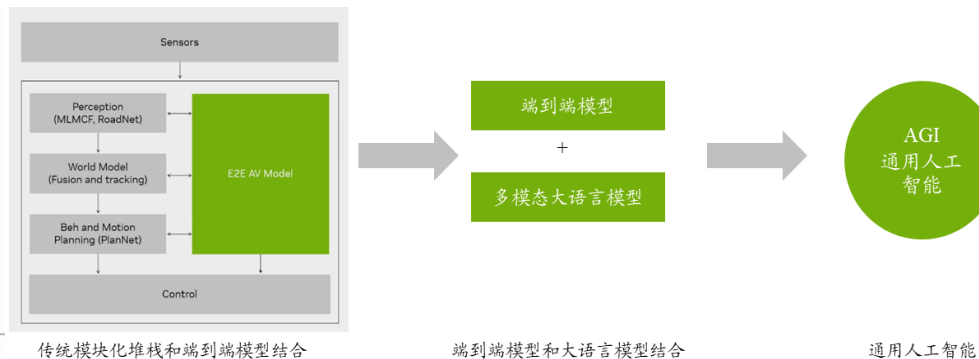 Sensors
Perception
(MLMCF, RoadNet)
World Model
(Fusion and tracking)
Beh and Motion
Planning (PlanNet)
E2E AV Model
Control
传统模块化堆栈和端到端模型结合
端到端模型
+
多模态大语言模型
端到端模型和大语言模型结合
AGI
通用人工
智能
通用人工智能